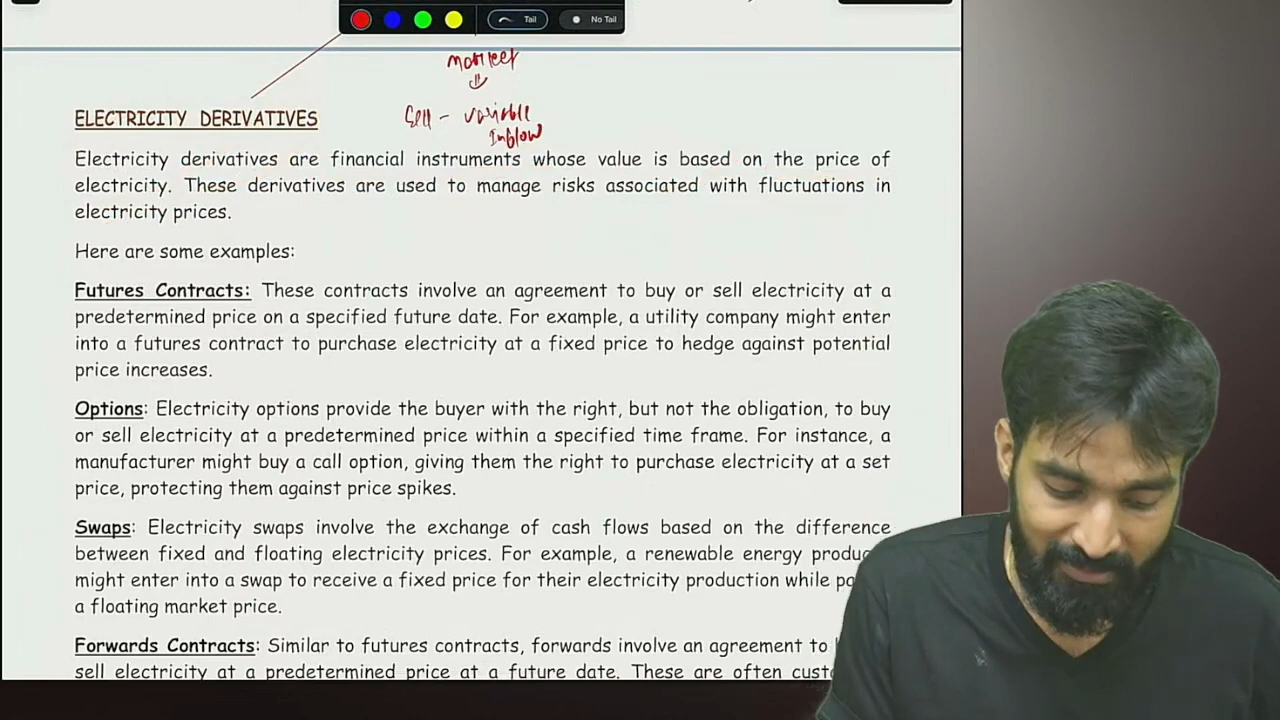 Tail
No Tail
market
Sell - variable
Inflow
ELECTRICITY DERIVATIVES
Electricity derivatives are financial instruments whose value is based on the price of
electricity. These derivatives are used to manage risks associated with fluctuations in
electricity prices.
Here are some examples:
Futures Contracts: These contracts involve an agreement to buy or sell electricity at a
predetermined price on a specified future date. For example, a utility company might enter
into a futures contract to purchase electricity at a fixed price to hedge against potential
price increases.
Options: Electricity options provide the buyer with the right, but not the obligation, to buy
or sell electricity at a predetermined price within a specified time frame. For instance, a
manufacturer might buy a call option, giving them the right to purchase electricity at a set
price, protecting them against price spikes.
Swaps: Electricity swaps involve the exchange of cash flows based on the difference
between fixed and floating electricity prices. For example, a renewable energy
might enter into a swap to receive a fixed price for their electricity production while
a floating market price.
Forwards Contracts: Similar to futures contracts, forwards involve an agreement to
sell electricity at a predetermined price at a future date. These are often